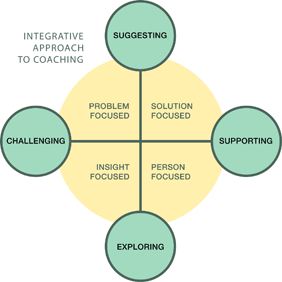 SUGGESTING
INTEGRATIVE
APPROACH
TO COACHING
PROBLEM
FOCUSED
SOLUTION
FOCUSED
CHALLENGING
SUPPORTING
INSIGHT
FOCUSED
PERSON
FOCUSED
EXPLORING